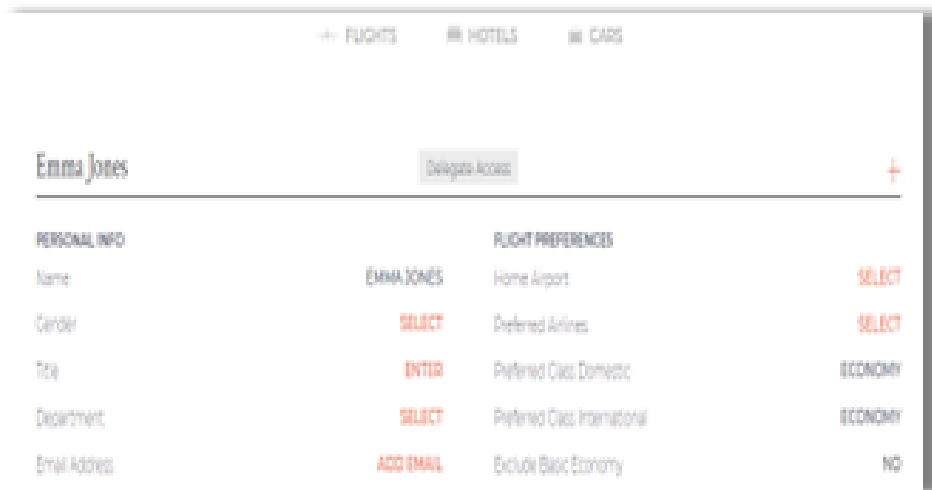 FLIGHTS HOTELS CARS
Emma Jones Delegate Access
PERSONAL INFO
Name EMMA JONES
Gender SELECT
Title ENTER
Department SELECT
Email Address ADD EMAIL
FLIGHT PREFERENCES
Home Airport SELECT
Preferred Airlines SELECT
Preferred Class Domestic ECONOMY
Preferred Class International ECONOMY
Exclude Basic Economy NO